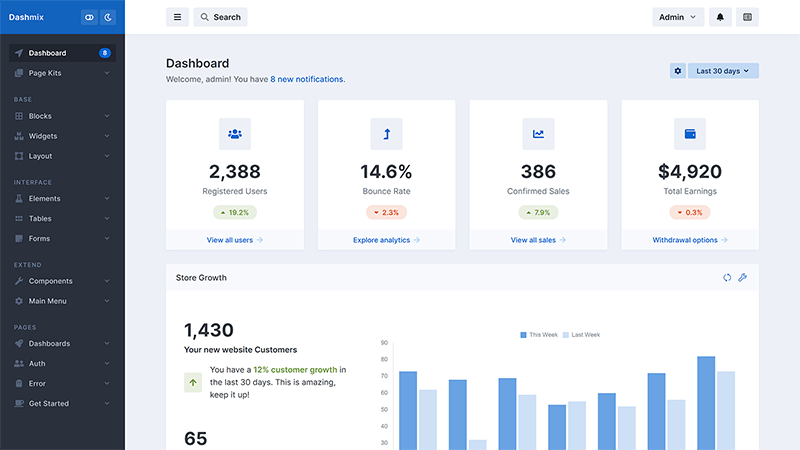 Dashmix
Dashboard
8
Page Kits
BASE
Blocks
Widgets
Layout
INTERFACE
Elements
Tables
Forms
EXTEND
Components
Main Menu
PAGES
Dashboards
Auth
Error
Get Started
Search
Admin
Dashboard
Welcome, admin! You have 8 new notifications.
Last 30 days
2,388
Registered Users
19.2%
View all users
14.6%
Bounce Rate
2.3%
Explore analytics
386
Confirmed Sales
7.9%
View all sales
$4,920
Total Earnings
0.3%
Withdrawal options
Store Growth
1,430
Your new website Customers
You have a 12% customer growth in
the last 30 days. This is amazing,
keep it up!
65
This Week Last Week
90
80
70
60
50
40
30